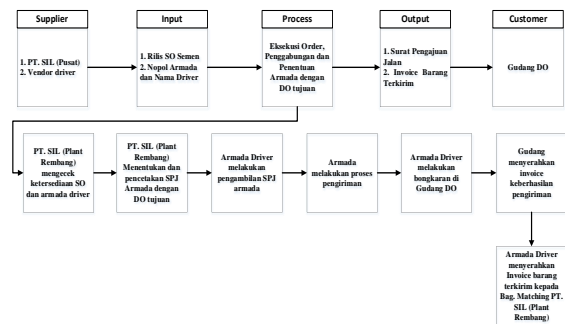 Supplier
Input
Process
Output
Customer
1. PT. SIL (Pusat)
2. Vendor driver
1. Rilis SO Semen
2. Nopol Armada
dan Nama Driver
Eksekusi Order,
Penggabungan dan
Penentuan
Armada dengan
DO tujuan
1. Surat Pengajuan
Jalan
2. Invoice Barang
Terkirim
Gudang DO
PT. SIL (Plant
Rembang)
mengecek
ketersediaan SO
dan armada driver
PT. SIL (Plant
Rembang)
Menentukan dan
pencetakan SPJ
Armada dengan
DO tujuan
Armada Driver
melakukan
pengambilan SPJ
armada
Armada
melakukan proses
pengiriman
Armada Driver
melakukan
bongkaran di
Gudang DO
Gudang
menyerahkan
invoice
keberhasilan
pengiriman
Armada Driver
menyerahkan
Invoice barang
terkirim kepada
Bag. Matching PT.
SIL (Plant
Rembang)